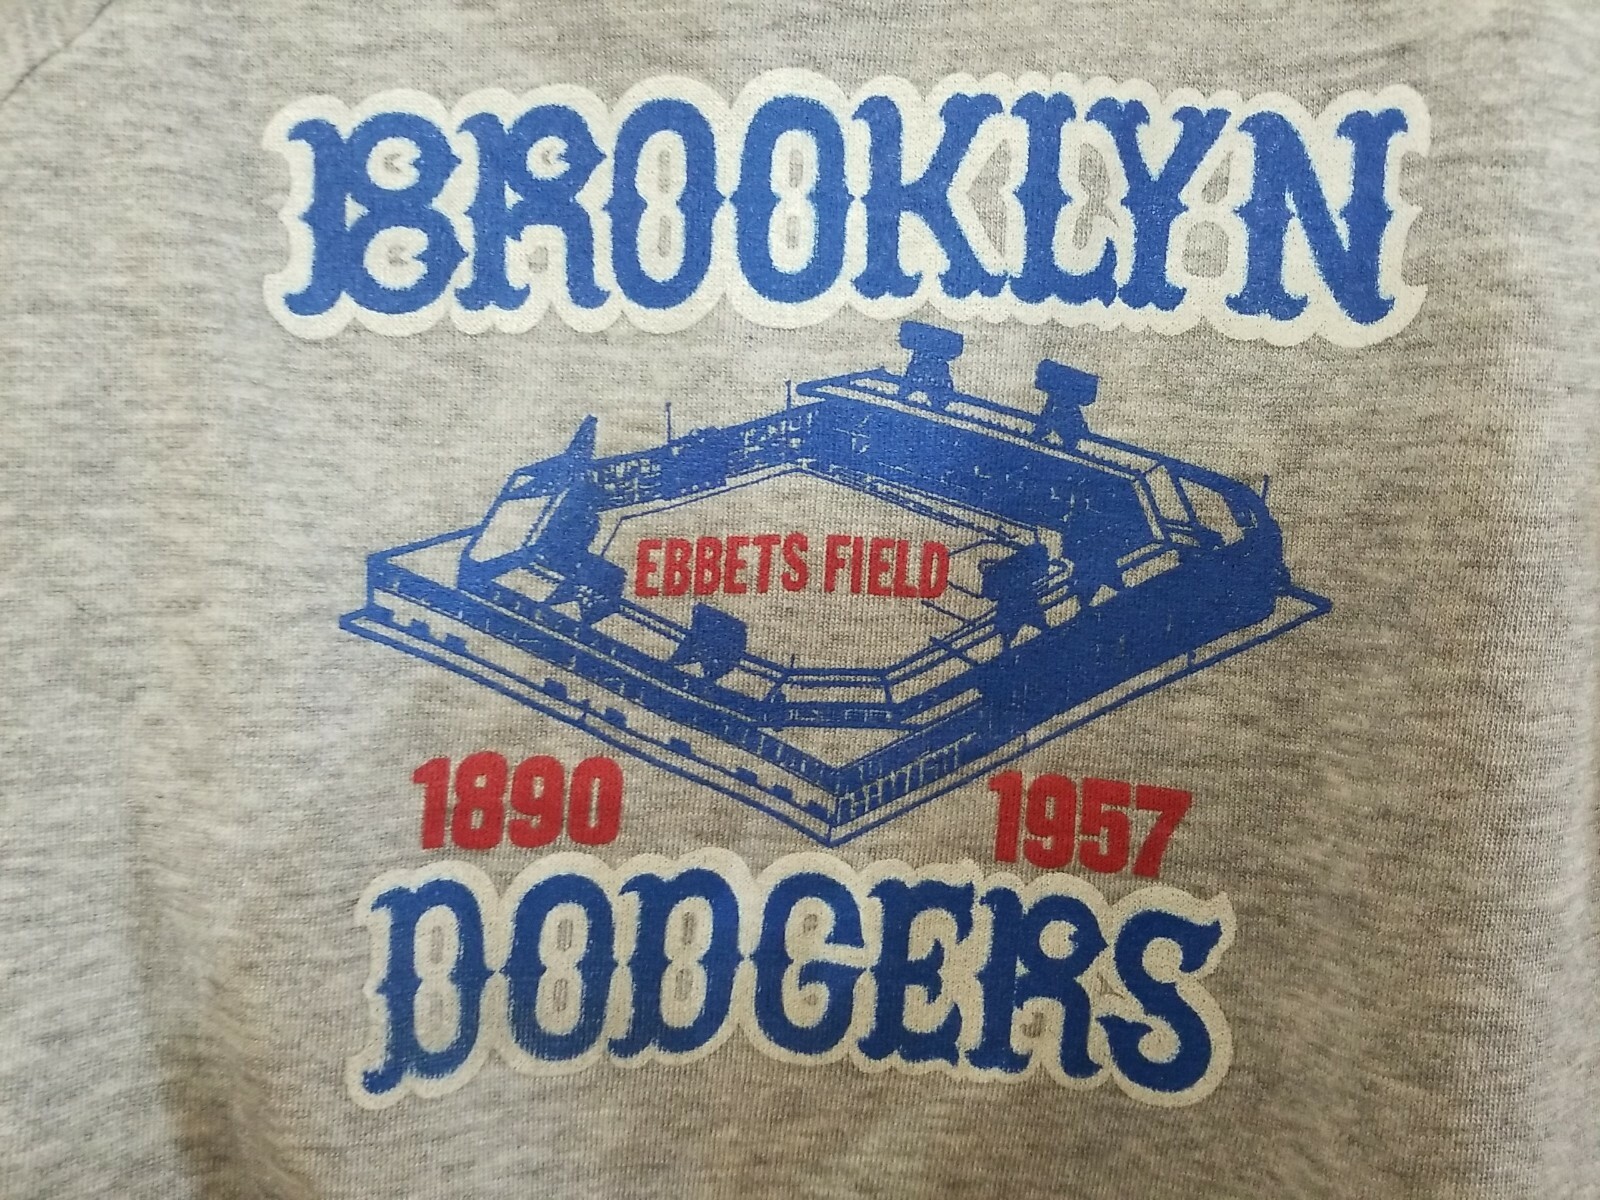 BROOKLYN
EBBETS FIELD
1890 1957
DODGERS